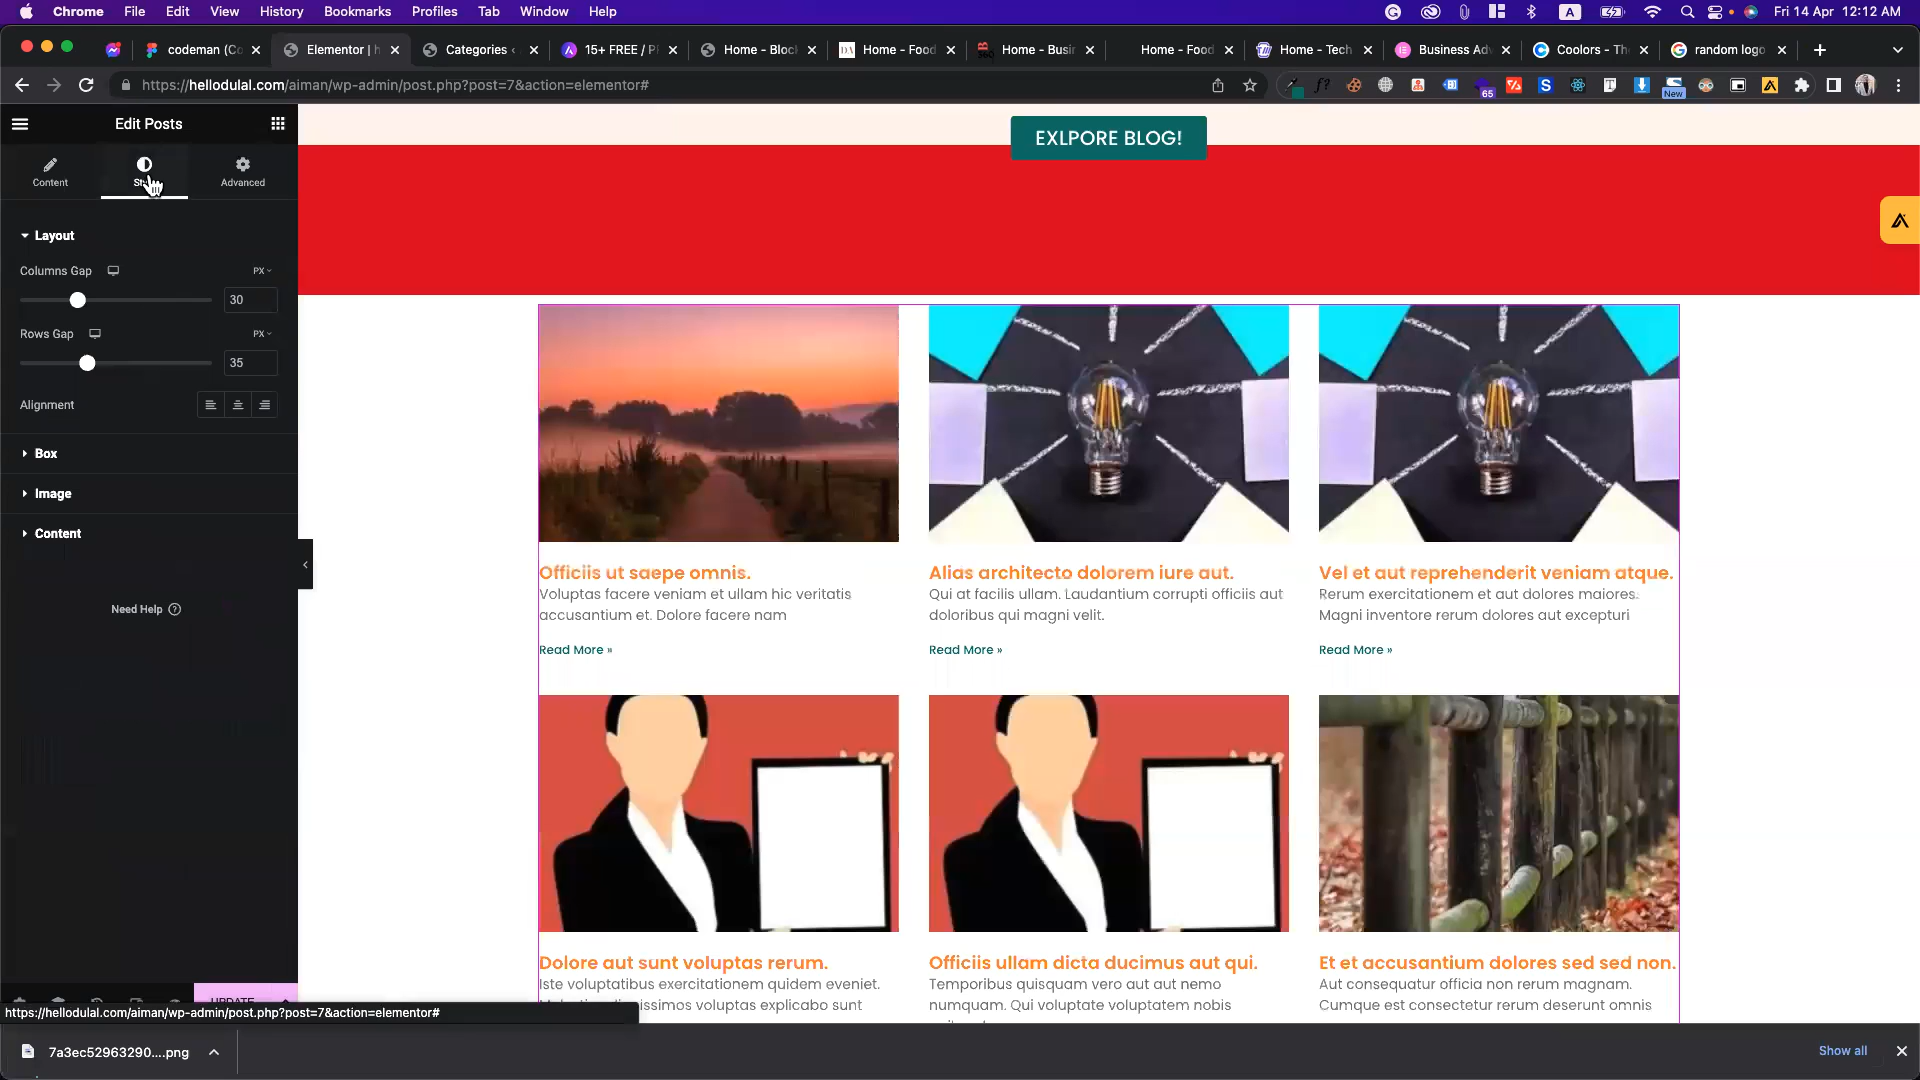 Chrome File Edit View History Bookmarks Profiles Tab Window Help
A Fri 14 Apr 12:12 AM
codeman (Co
Elementor | h
Categories ‹
15+ FREE / P
Home - Bloc
Home - Food
Home - Busin
Home - Food
Home - Tech
Business Adv
Coolors - The
random logo
https://hellodulal.com/aiman/wp-admin/post.php?post=7&action=elementor#
f?
65
S
T
New
Edit Posts
EXLPORE BLOG!
Content
Advanced
Layout
Columns Gap PX
30
Rows Gap PX
35
Alignment
Box
Image
Content
Need Help ?
Officiis ut saepe omnis.
Voluptas facere veniam et ullam hic veritatis
accusantium et. Dolore facere nam
Read More »
Alias architecto dolorem iure aut.
Qui at facilis ullam. Laudantium corrupti officiis aut
doloribus qui magni velit.
Read More »
Vel et aut reprehenderit veniam atque.
Rerum exercitationem et aut dolores maiores.
Magni inventore rerum dolores aut excepturi
Read More »
Dolore aut sunt voluptas rerum.
Iste voluptatibus exercitationem quidem eveniet.
voluptas explicabo sunt
Officiis ullam dicta ducimus aut qui.
Temporibus quisquam vero aut aut nemo
numquam. Qui voluptate voluptatem nobis
Et et accusantium dolores sed sed non.
Aut consequatur officia non rerum magnam.
Cumque est consectetur rerum deserunt omnis
UPDATE
https://hellodulal.com/aiman/wp-admin/post.php?post=7&action=elementor#
7a3ec52963290....png
Show all